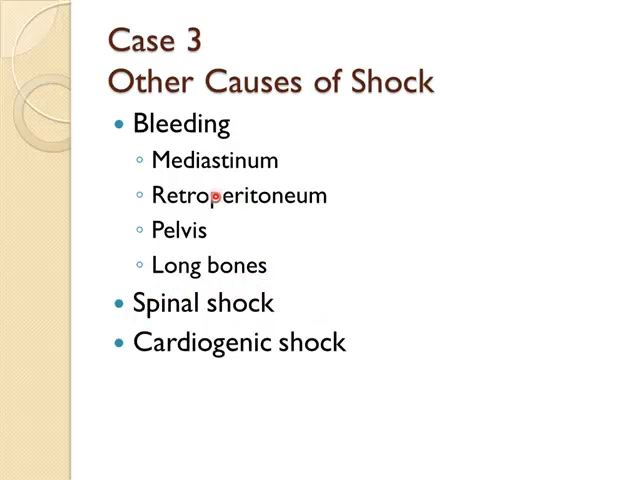 Case 3
Other Causes of Shock
• Bleeding
◦ Mediastinum
◦ Retroperitoneum
◦ Pelvis
◦ Long bones
• Spinal shock
• Cardiogenic shock